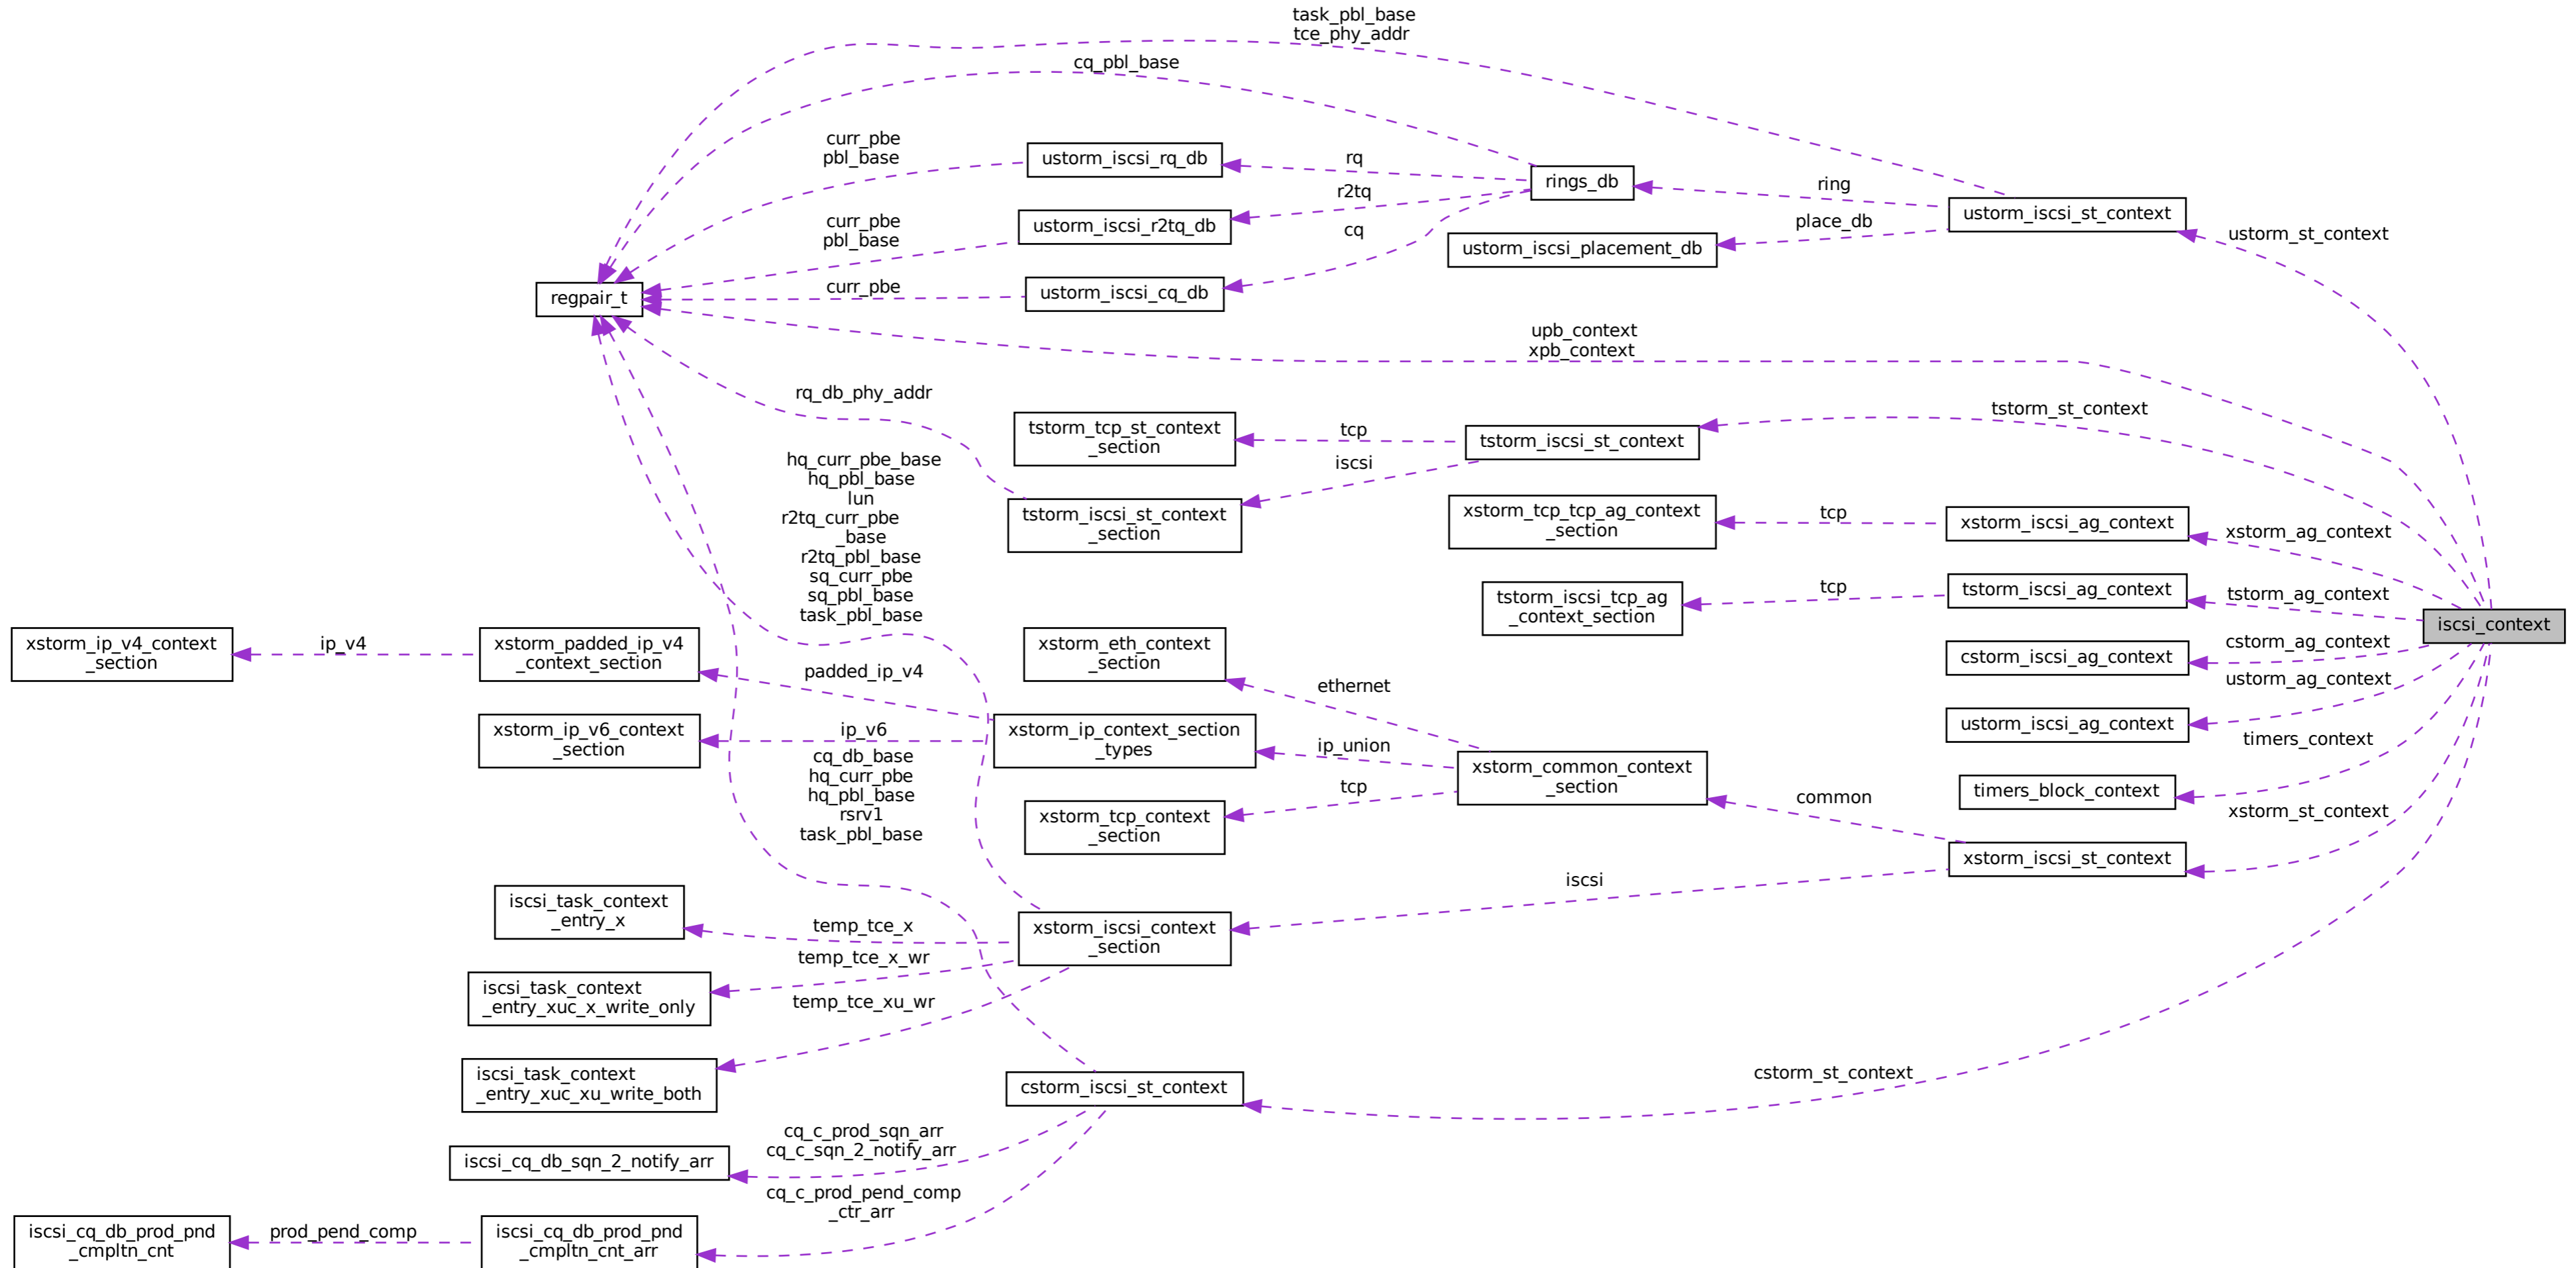 task_pbl_base
tce_phy_addr
cq_pbl_base
curr_pbe
pbl_base
ustorm_iscsi_rq_db
rq
rings_db
ring
ustorm_iscsi_st_context
r2tq
curr_pbe
pbl_base
ustorm_iscsi_r2tq_db
cq
ustorm_iscsi_placement_db
place_db
ustorm_st_context
regpair_t
curr_pbe
ustorm_iscsi_cq_db
upb_context
xpb_context
rq_db_phy_addr
tstorm_tcp_st_context
_section
tcp
tstorm_iscsi_st_context
tstorm_st_context
iscsi
hq_curr_pbe_base
hq_pbl_base
lun
r2tq_curr_pbe
_base
r2tq_pbl_base
sq_curr_pbe
sq_pbl_base
task_pbl_base
tstorm_iscsi_st_context
_section
xstorm_tcp_tcp_ag_context
_section
tcp
xstorm_iscsi_ag_context
xstorm_ag_context
tstorm_iscsi_tcp_ag
_context_section
tcp
tstorm_iscsi_ag_context
tstorm_ag_context
iscsi_context
xstorm_ip_v4_context
_section
ip_v4
xstorm_padded_ip_v4
_context_section
padded_ip_v4
xstorm_eth_context
_section
ethernet
cstorm_iscsi_ag_context
cstorm_ag_context
ustorm_ag_context
xstorm_ip_v6_context
_section
ip_v6
xstorm_ip_context_section
_types
ip_union
ustorm_iscsi_ag_context
timers_context
cq_db_base
hq_curr_pbe
hq_pbl_base
rsrv1
task_pbl_base
xstorm_common_context
_section
tcp
xstorm_tcp_context
_section
common
timers_block_context
xstorm_st_context
xstorm_iscsi_st_context
iscsi
iscsi_task_context
_entry_x
temp_tce_x
xstorm_iscsi_context
_section
temp_tce_x_wr
iscsi_task_context
_entry_xuc_x_write_only
temp_tce_xu_wr
iscsi_task_context
_entry_xuc_xu_write_both
cstorm_iscsi_st_context
cstorm_st_context
cq_c_prod_sqn_arr
cq_c_sqn_2_notify_arr
iscsi_cq_db_sqn_2_notify_arr
cq_c_prod_pend_comp
_ctr_arr
iscsi_cq_db_prod_pnd
_cmpltn_cnt
prod_pend_comp
iscsi_cq_db_prod_pnd
_cmpltn_cnt_arr